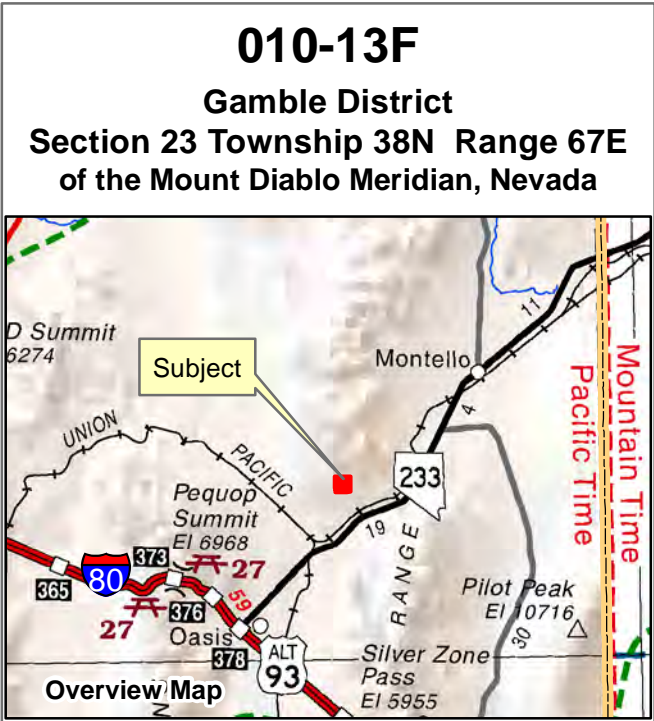 010-13F
Gamble District
Section 23 Township 38N Range 67E
of the Mount Diablo Meridian, Nevada
D Summit
6274
Subject
Montello
11
4
UNION
PACIFIC
Mountain Time
Pacific Time
233
19
RANGE
Pequop
Summit
El 6968
373
27
80
365
376
27
59
Oasis
378
ALT
93
Pilot Peak
El 10716
30
Silver Zone
Pass
El 5955
Overview Map